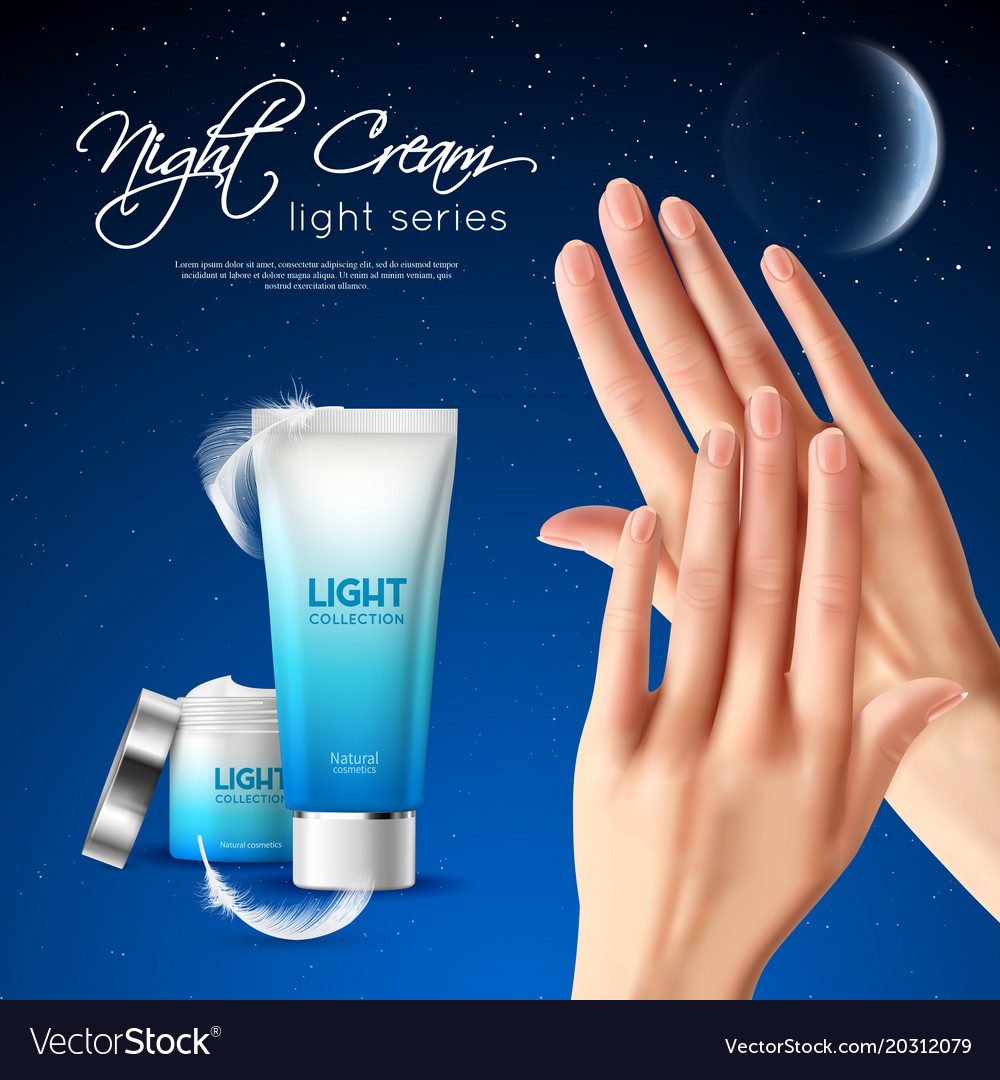 Night Cream
light series
Lorem ipsum dolor sit amet, consectetur adipiscing elit, sed do eiusmod tempor
incididunt ut labore et dolore magna aliqua. Ut enim ad minim veniam, quis
nostrud exercitation ullamco.
LIGHT
COLLECTION
Natural
cosmetics
LIGHT
COLLECTION
Natural cosmetics
VectorStock®
VectorStock.com/20312079